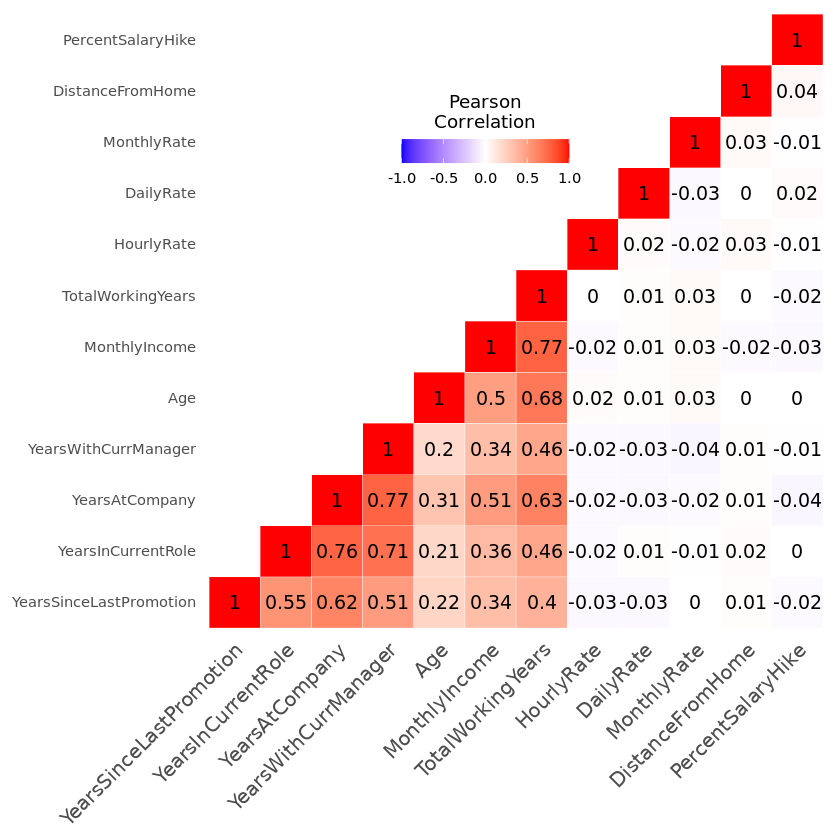 PercentSalaryHike 1
DistanceFromHome 1 0.04
Pearson
Correlation
MonthlyRate 1 0.03 -0.01
-1.0 -0.5 0.0 0.5 1.0
DailyRate 1 -0.03 0 0.02
HourlyRate 1 0.02 -0.02 0.03 -0.01
TotalWorkingYears 1 0 0.01 0.03 0 -0.02
MonthlyIncome 1 0.77 -0.02 0.01 0.03 -0.02 -0.03
Age 1 0.5 0.68 0.02 0.01 0.03 0 0
YearsWithCurrManager 1 0.2 0.34 0.46 -0.02 -0.03 -0.04 0.01 -0.01
YearsAtCompany 1 0.77 0.31 0.51 0.63 -0.02 -0.03 -0.02 0.01 -0.04
YearsInCurrentRole 1 0.76 0.71 0.21 0.36 0.46 -0.02 0.01 -0.01 0.02 0
YearsSinceLastPromotion 1 0.55 0.62 0.51 0.22 0.34 0.4 -0.03 -0.03 0 0.01 -0.02
YearsSinceLastPromotion
YearsInCurrentRole
YearsAtCompany
YearsWithCurrManager
Age
MonthlyIncome
TotalWorkingYears
HourlyRate
DailyRate
MonthlyRate
DistanceFromHome
PercentSalaryHike